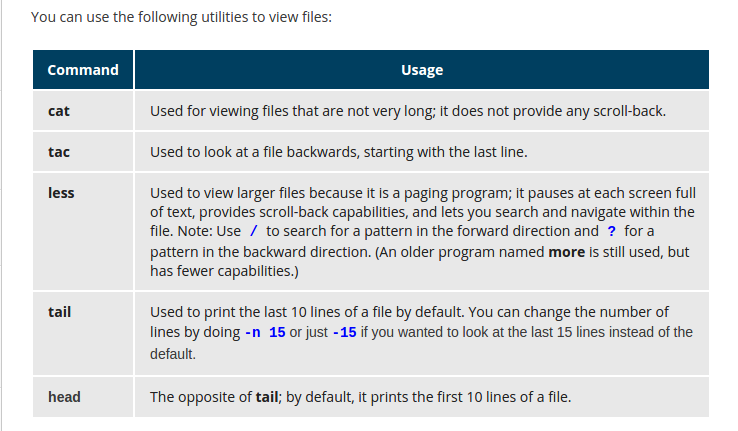 You can use the following utilities to view files:
Command Usage
cat Used for viewing files that are not very long; it does not provide any scroll-back.
tac Used to look at a file backwards, starting with the last line.
less Used to view larger files because it is a paging program; it pauses at each screen full
of text, provides scroll-back capabilities, and lets you search and navigate within the
file. Note: Use / to search for a pattern in the forward direction and ? for a
pattern in the backward direction. (An older program named more is still used, but
has fewer capabilities.)
tail Used to print the last 10 lines of a file by default. You can change the number of
lines by doing -n 15 or just -15 if you wanted to look at the last 15 lines instead of the
default.
head The opposite of tail; by default, it prints the first 10 lines of a file.